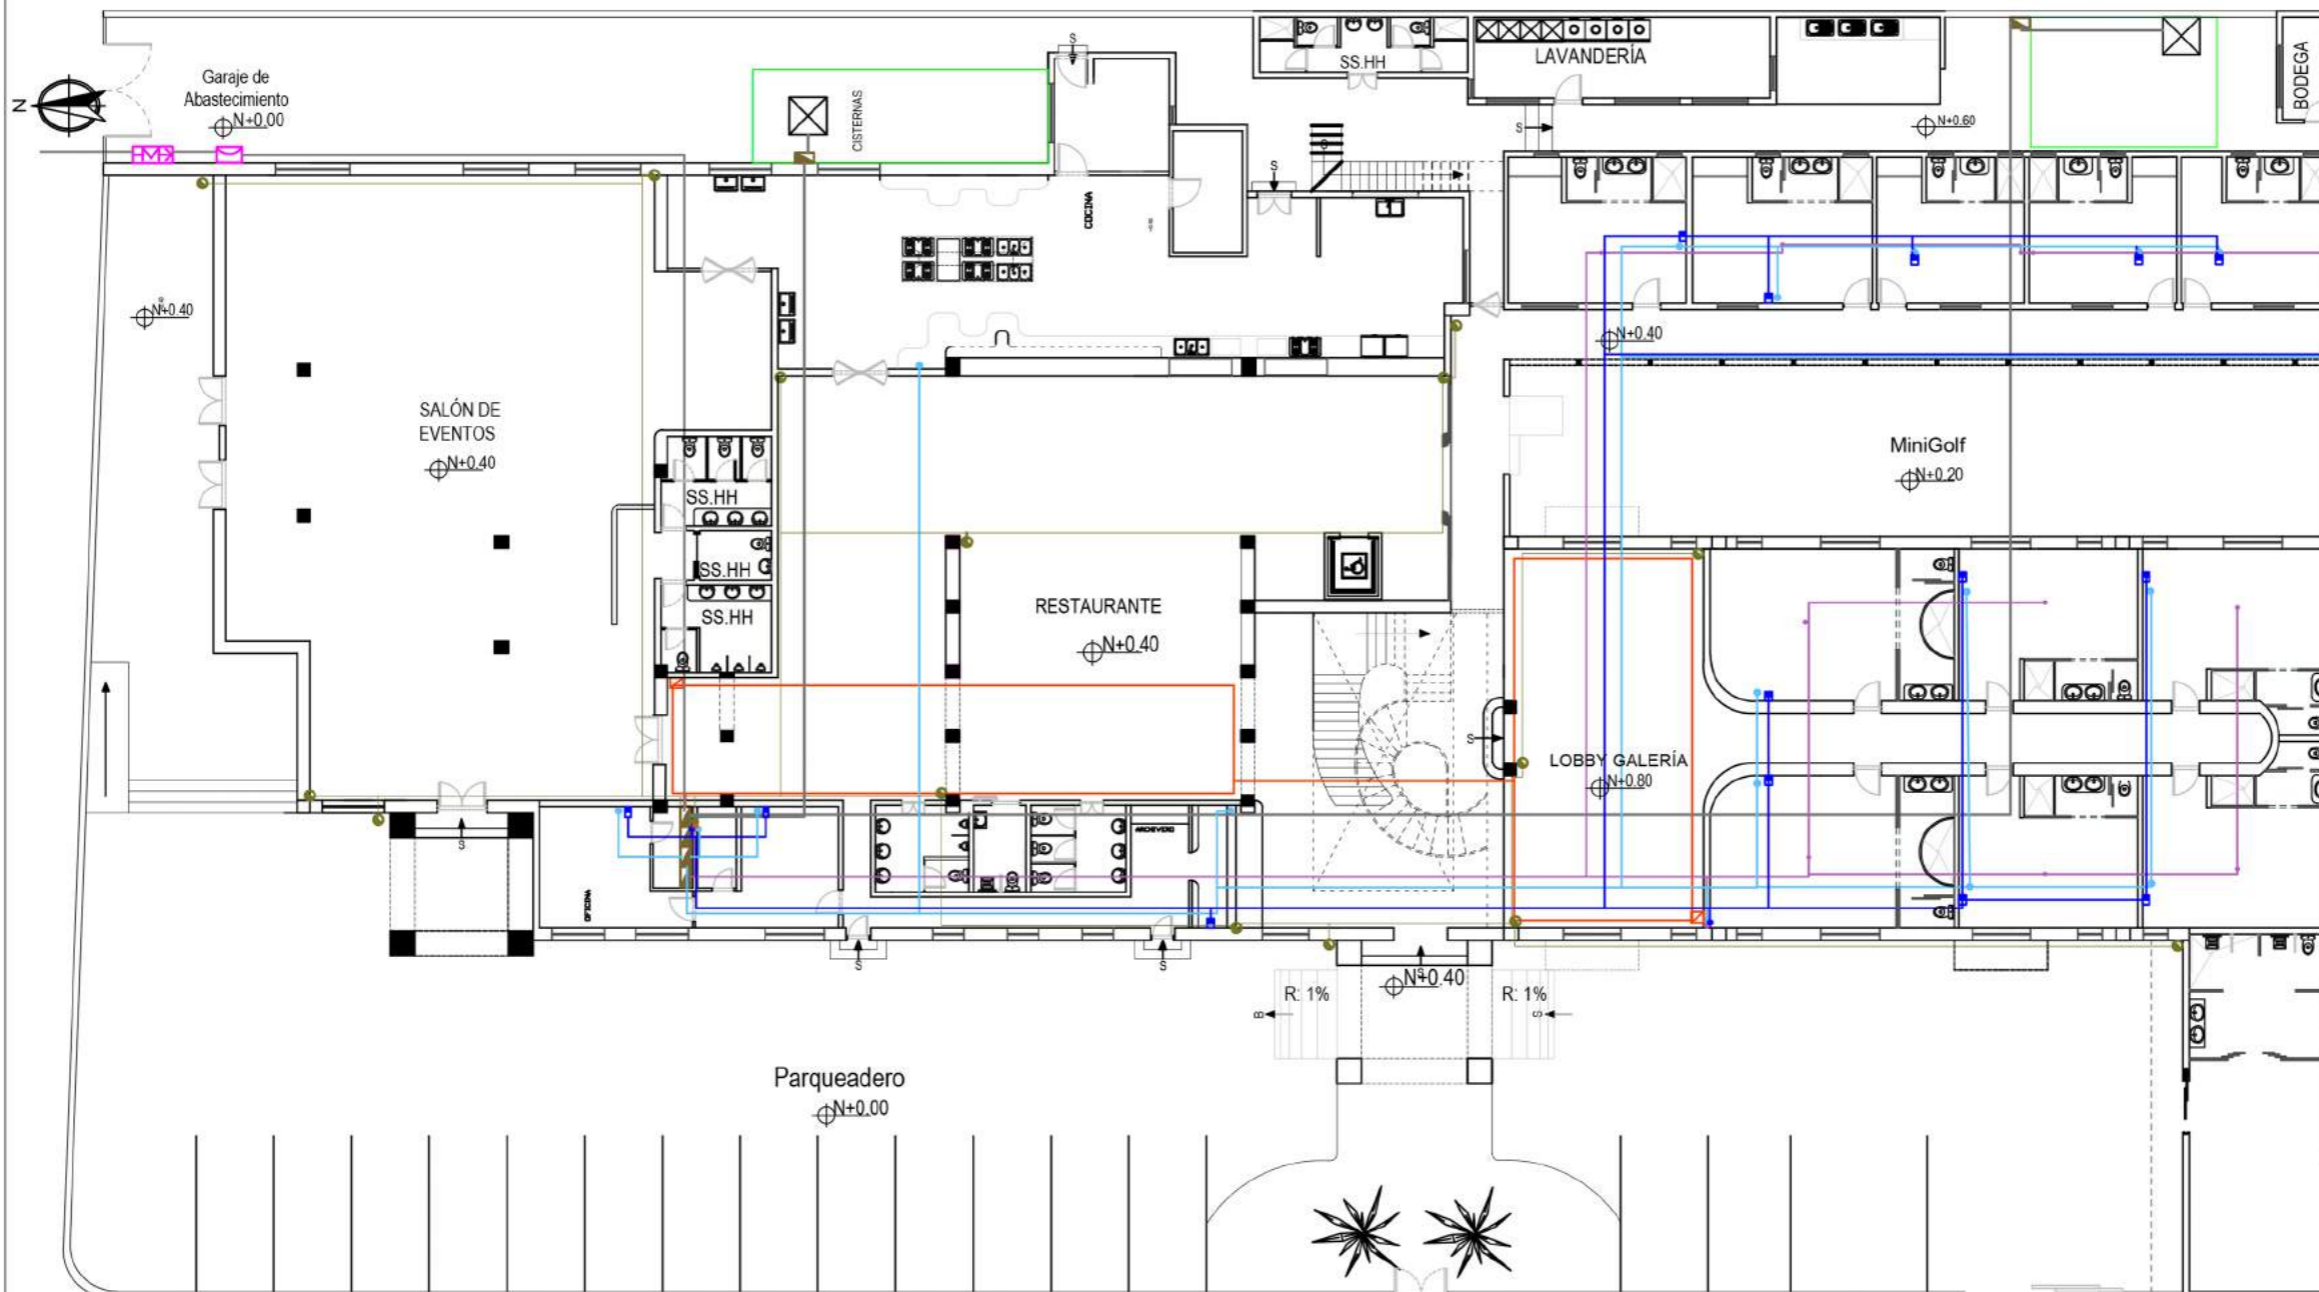 S
SS.HH
LAVANDERÍA
BODEGA
N
Garaje de
Abastecimiento
N+0.00
CISTERNAS
S
N+0.60
S
COCINA
N+0.40
N+0.40
SALÓN DE
EVENTOS
N+0.40
MiniGolf
N+0.20
SS.HH
SS.HH
SS.HH
RESTAURANTE
N+0.40
S
LOBBY GALERÍA
N+0.80
S
ARCHIVERO
OFICINA
S
S
S
N+0.40
R: 1%
R: 1%
B
S
Parqueadero
N+0.00